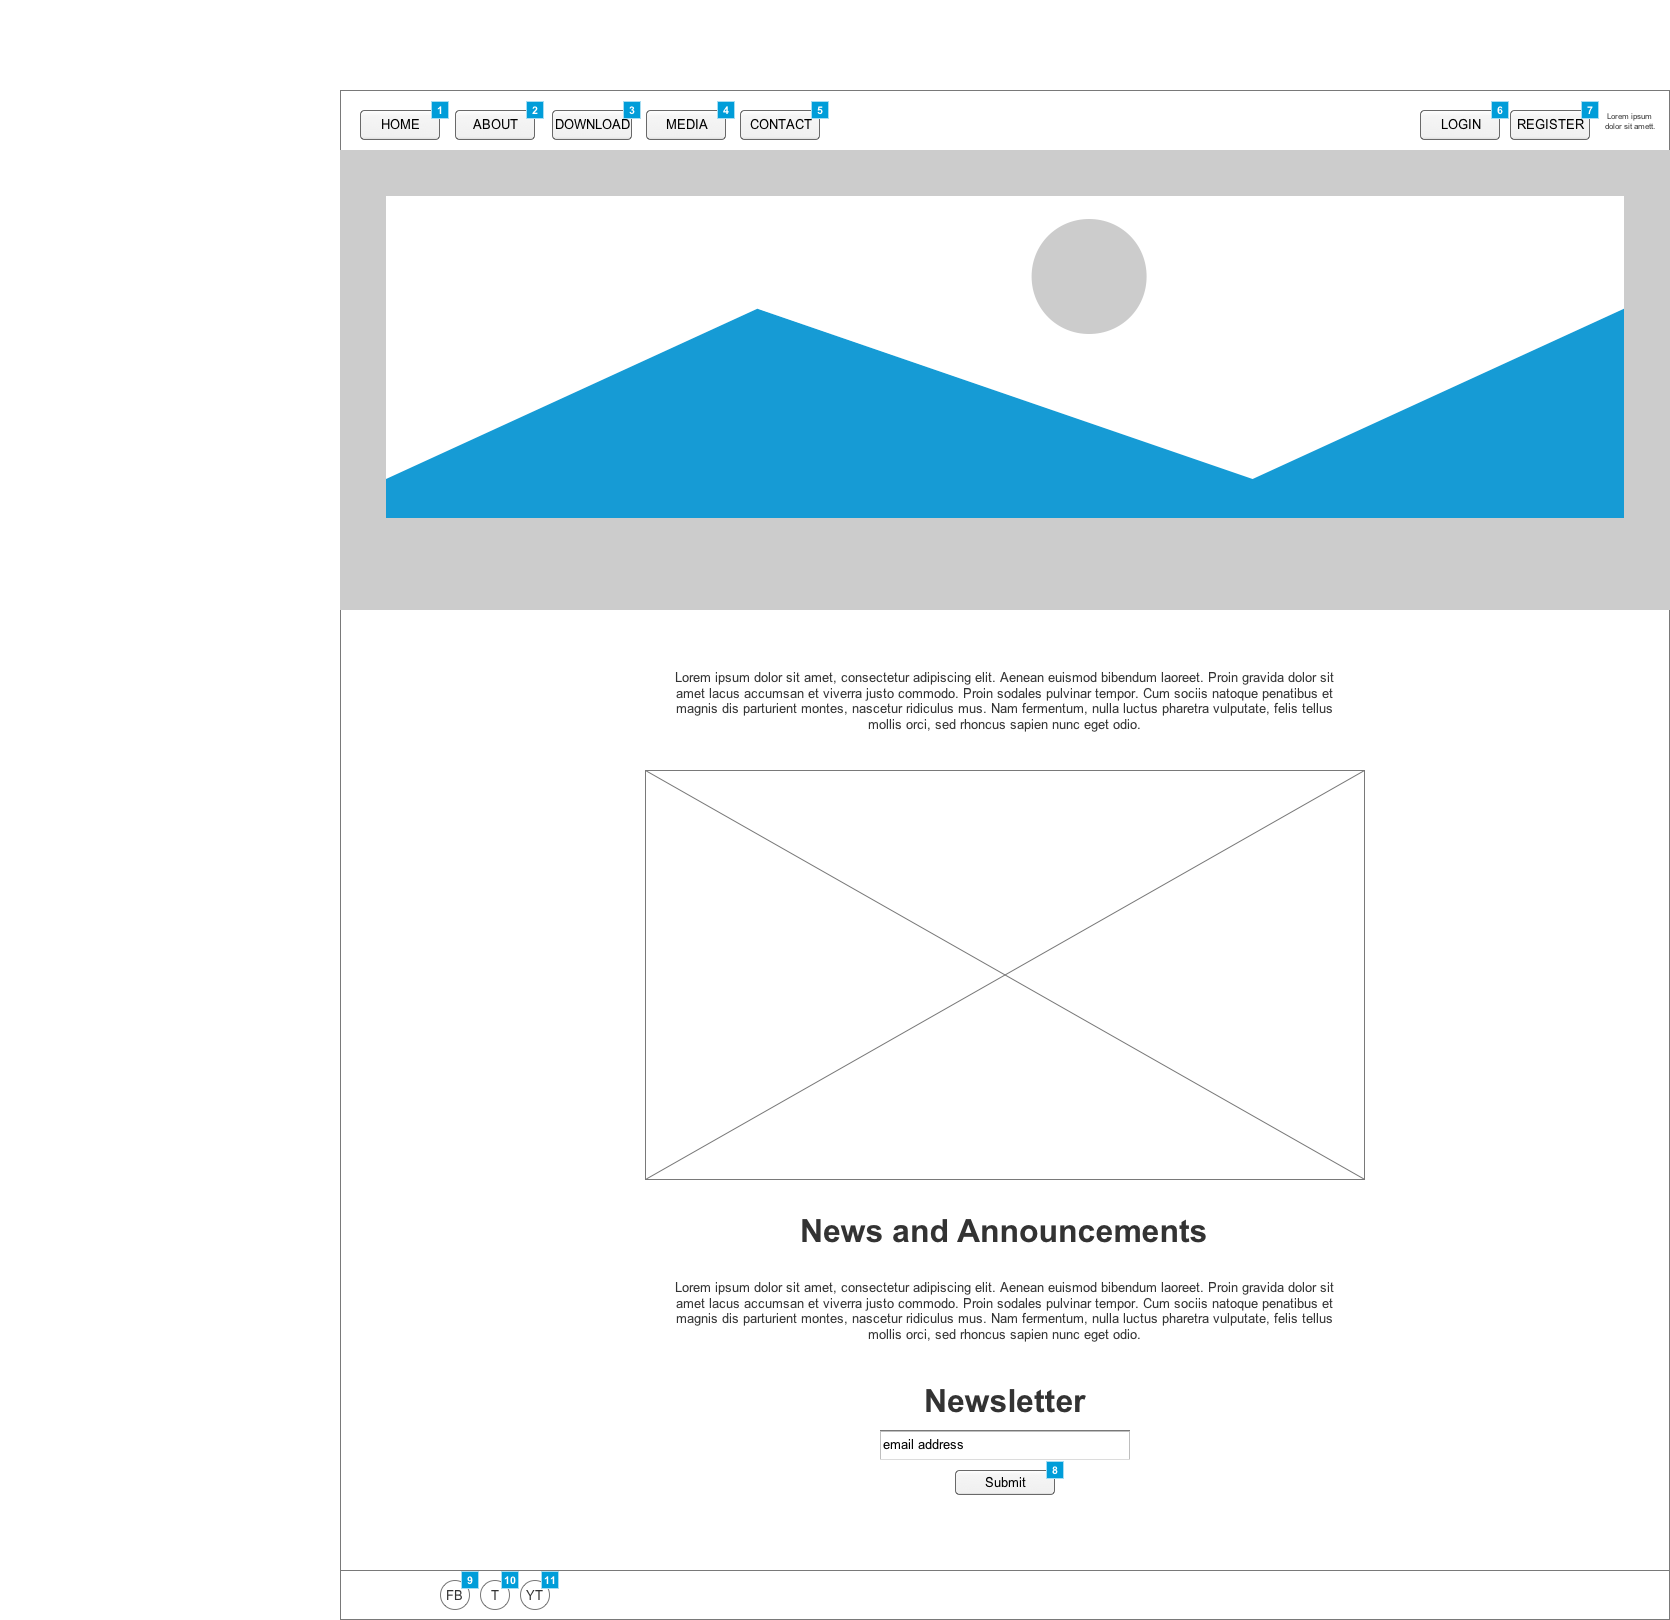 1 2 3 4 5 6 7
HOME ABOUT DOWNLOAD MEDIA CONTACT LOGIN REGISTER
Lorem ipsum
dolor sit amett.
Lorem ipsum dolor sit amet, consectetur adipiscing elit. Aenean euismod bibendum laoreet. Proin gravida dolor sit
amet lacus accumsan et viverra justo commodo. Proin sodales pulvinar tempor. Cum sociis natoque penatibus et
magnis dis parturient montes, nascetur ridiculus mus. Nam fermentum, nulla luctus pharetra vulputate, felis tellus
mollis orci, sed rhoncus sapien nunc eget odio.
News and Announcements
Lorem ipsum dolor sit amet, consectetur adipiscing elit. Aenean euismod bibendum laoreet. Proin gravida dolor sit
amet lacus accumsan et viverra justo commodo. Proin sodales pulvinar tempor. Cum sociis natoque penatibus et
magnis dis parturient montes, nascetur ridiculus mus. Nam fermentum, nulla luctus pharetra vulputate, felis tellus
mollis orci, sed rhoncus sapien nunc eget odio.
Newsletter
email address
8
Submit
9 10 11
FB T YT